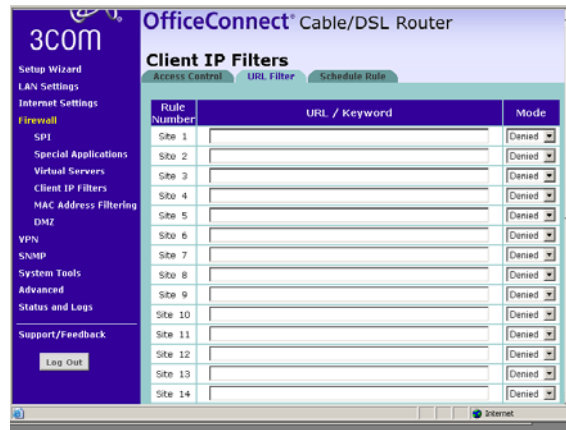 3COM
OfficeConnect® Cable/DSL Router
Setup Wizard
LAN Settings
Internet Settings
Firewall
SPI
Special Applications
Virtual Servers
Client IP Filters
MAC Address Filtering
DMZ
VPN
SNMP
System Tools
Advanced
Status and Logs
Support/Feedback
Log Out
Client IP Filters
Access Control URL Filter Schedule Rule
Rule Number URL / Keyword Mode
Site 1 Denied
Site 2 Denied
Site 3 Denied
Site 4 Denied
Site 5 Denied
Site 6 Denied
Site 7 Denied
Site 8 Denied
Site 9 Denied
Site 10 Denied
Site 11 Denied
Site 12 Denied
Site 13 Denied
Site 14 Denied
Internet